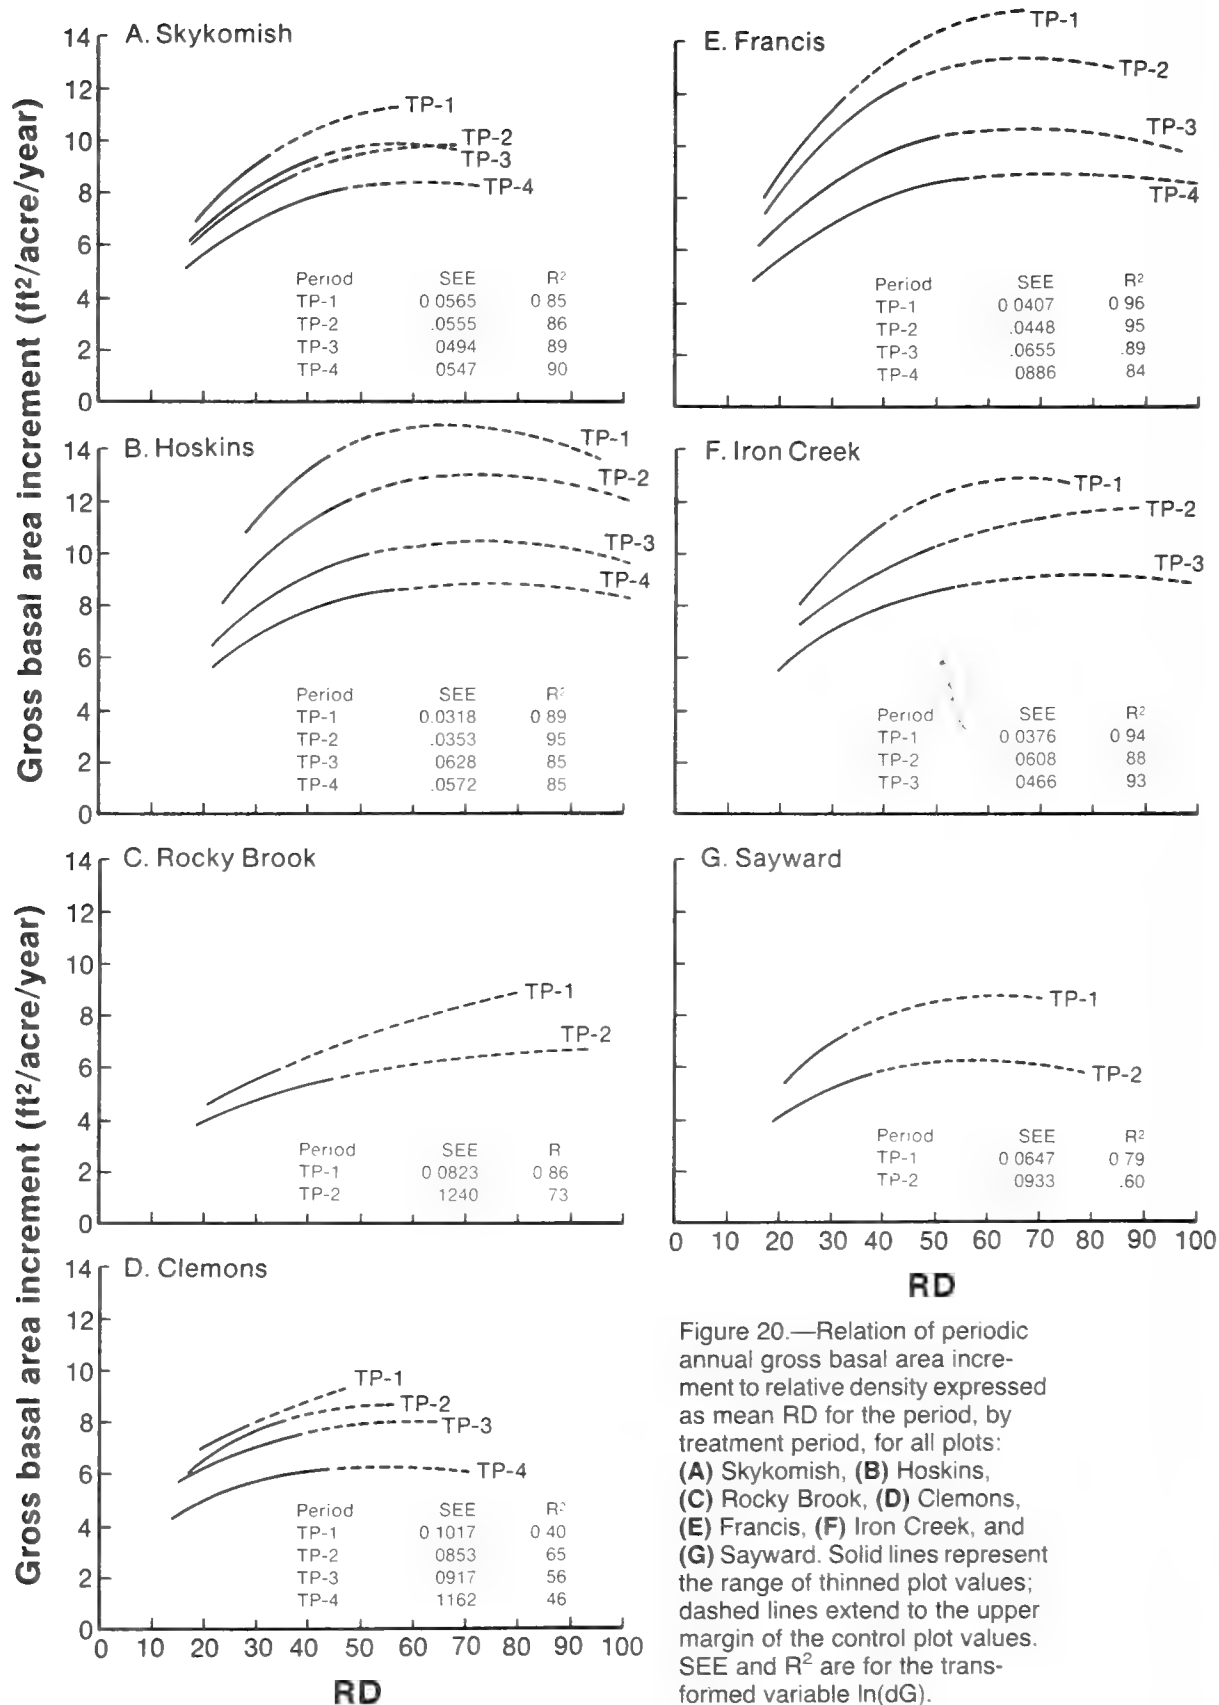 Gross basal area increment (ft²/acre/year)
A. Skykomish
14
12
10
8
6
4
2
0
TP-1
TP-2
TP-3
TP-4
Period SEE R²
TP-1 0 0565 0 85
TP-2 .0555 86
TP-3 0494 89
TP-4 0547 90
B. Hoskins
14
12
10
8
6
4
2
0
TP-1
TP-2
TP-3
TP-4
Period SEE R²
TP-1 0.0318 0 89
TP-2 .0353 95
TP-3 0628 85
TP-4 .0572 85
Gross basal area increment (ft²/acre/year)
C. Rocky Brook
14
12
10
8
6
4
2
0
TP-1
TP-2
Period SEE R
TP-1 0 0823 0 86
TP-2 1240 73
D. Clemons
14
12
10
8
6
4
2
0
TP-1
TP-2
TP-3
TP-4
Period SEE R²
TP-1 0 1017 0 40
TP-2 0853 65
TP-3 0917 56
TP-4 1162 46
0 10 20 30 40 50 60 70 80 90 100
RD
E. Francis
TP-1
TP-2
TP-3
TP-4
Period SEE R²
TP-1 0 0407 0 96
TP-2 .0448 95
TP-3 .0655 .89
TP-4 0886 84
F. Iron Creek
TP-1
TP-2
TP-3
Period SEE R²
TP-1 0 0376 0 94
TP-2 0608 88
TP-3 0466 93
G. Sayward
TP-1
TP-2
Period SEE R²
TP-1 0 0647 0 79
TP-2 0933 .60
0 10 20 30 40 50 60 70 80 90 100
RD
Figure 20.—Relation of periodic
annual gross basal area incre-
ment to relative density expressed
as mean RD for the period, by
treatment period, for all plots:
(A) Skykomish, (B) Hoskins,
(C) Rocky Brook, (D) Clemons,
(E) Francis, (F) Iron Creek, and
(G) Sayward. Solid lines represent
the range of thinned plot values;
dashed lines extend to the upper
margin of the control plot values.
SEE and R² are for the trans-
formed variable ln(dG).